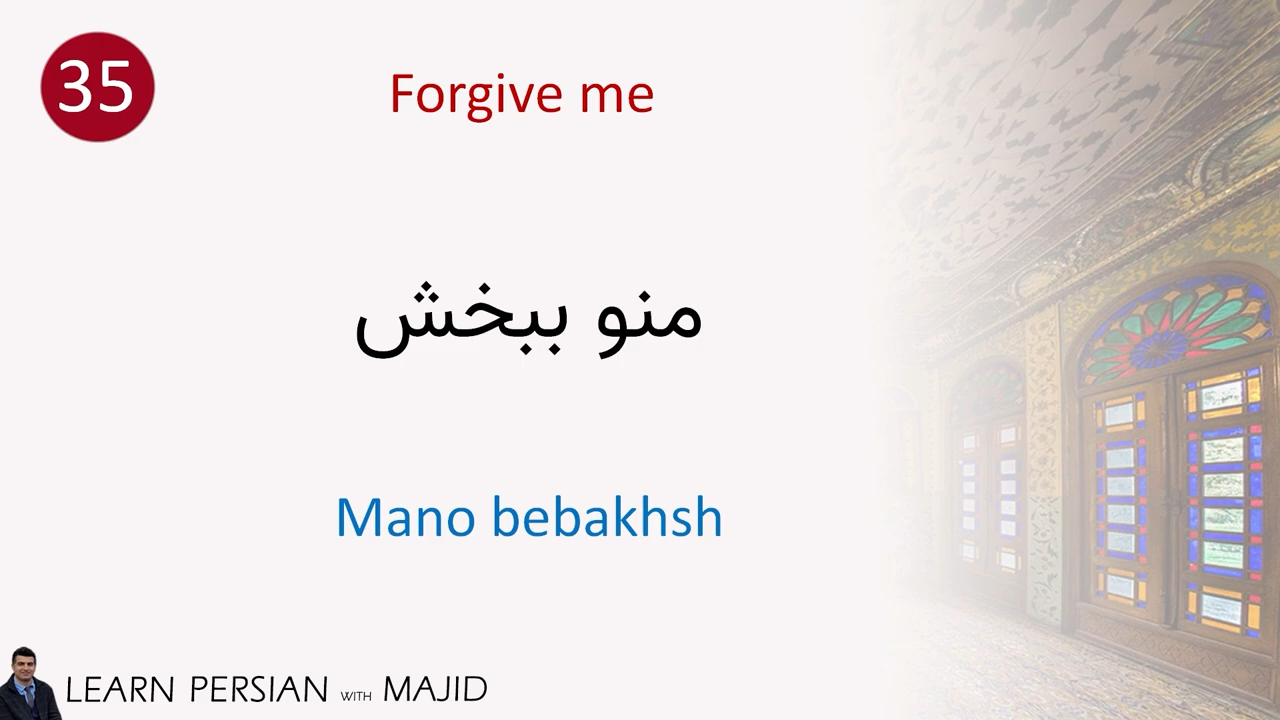 35
Forgive me
منو ببخش
Mano bebakhsh
LEARN PERSIAN WITH MAJID